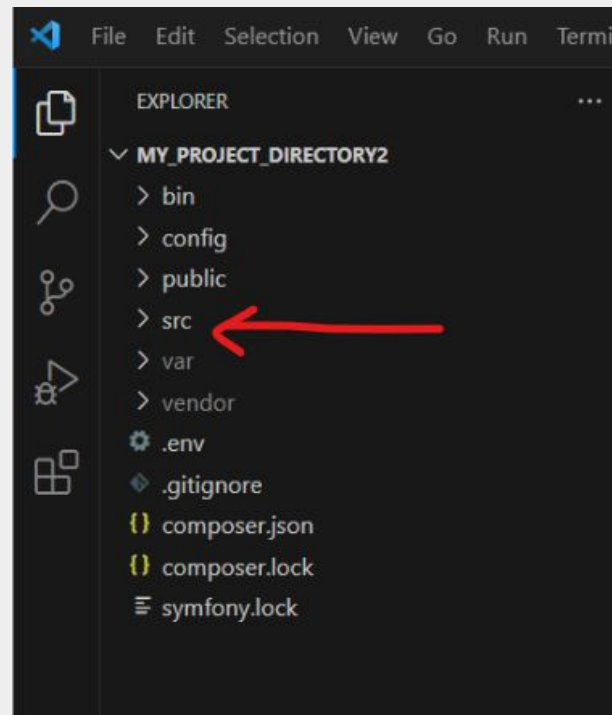 File Edit Selection View Go Run Termi
EXPLORER
MY_PROJECT_DIRECTORY2
bin
config
public
src
var
vendor
.env
.gitignore
composer.json
composer.lock
symfony.lock